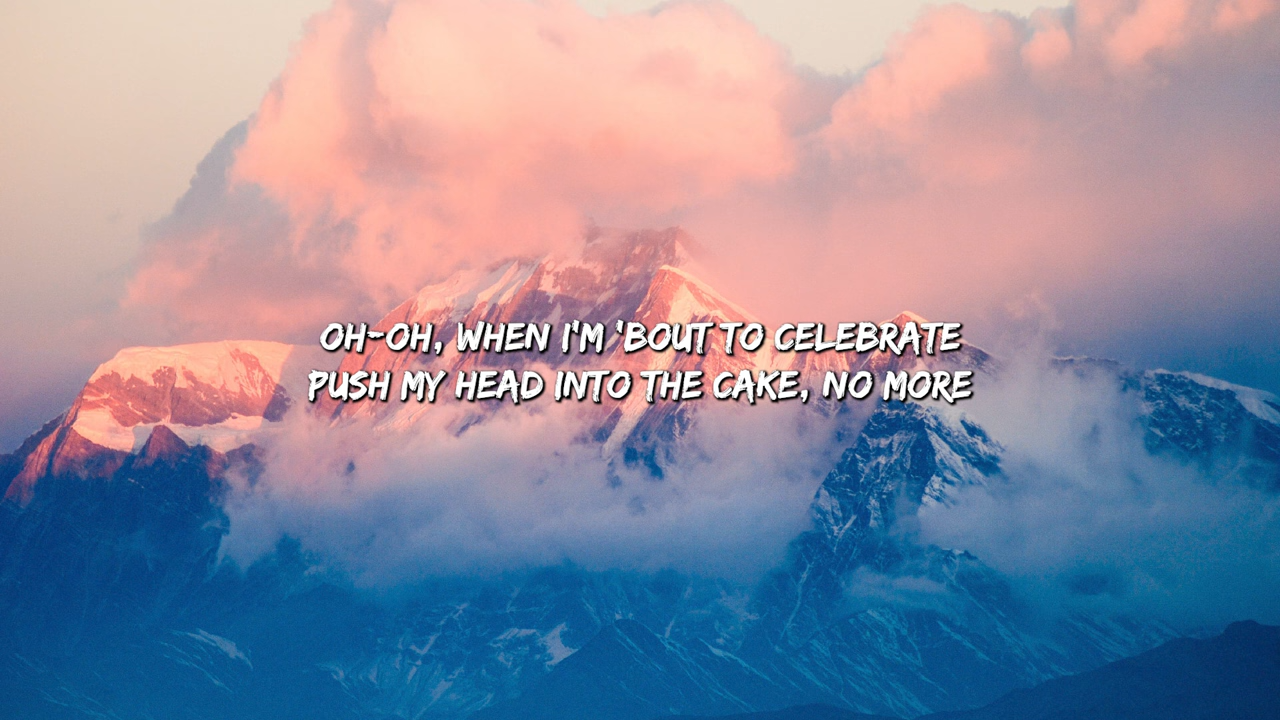 OH-OH, WHEN I'M 'BOUT TO CELEBRATE
PUSH MY HEAD INTO THE CAKE, NO MORE